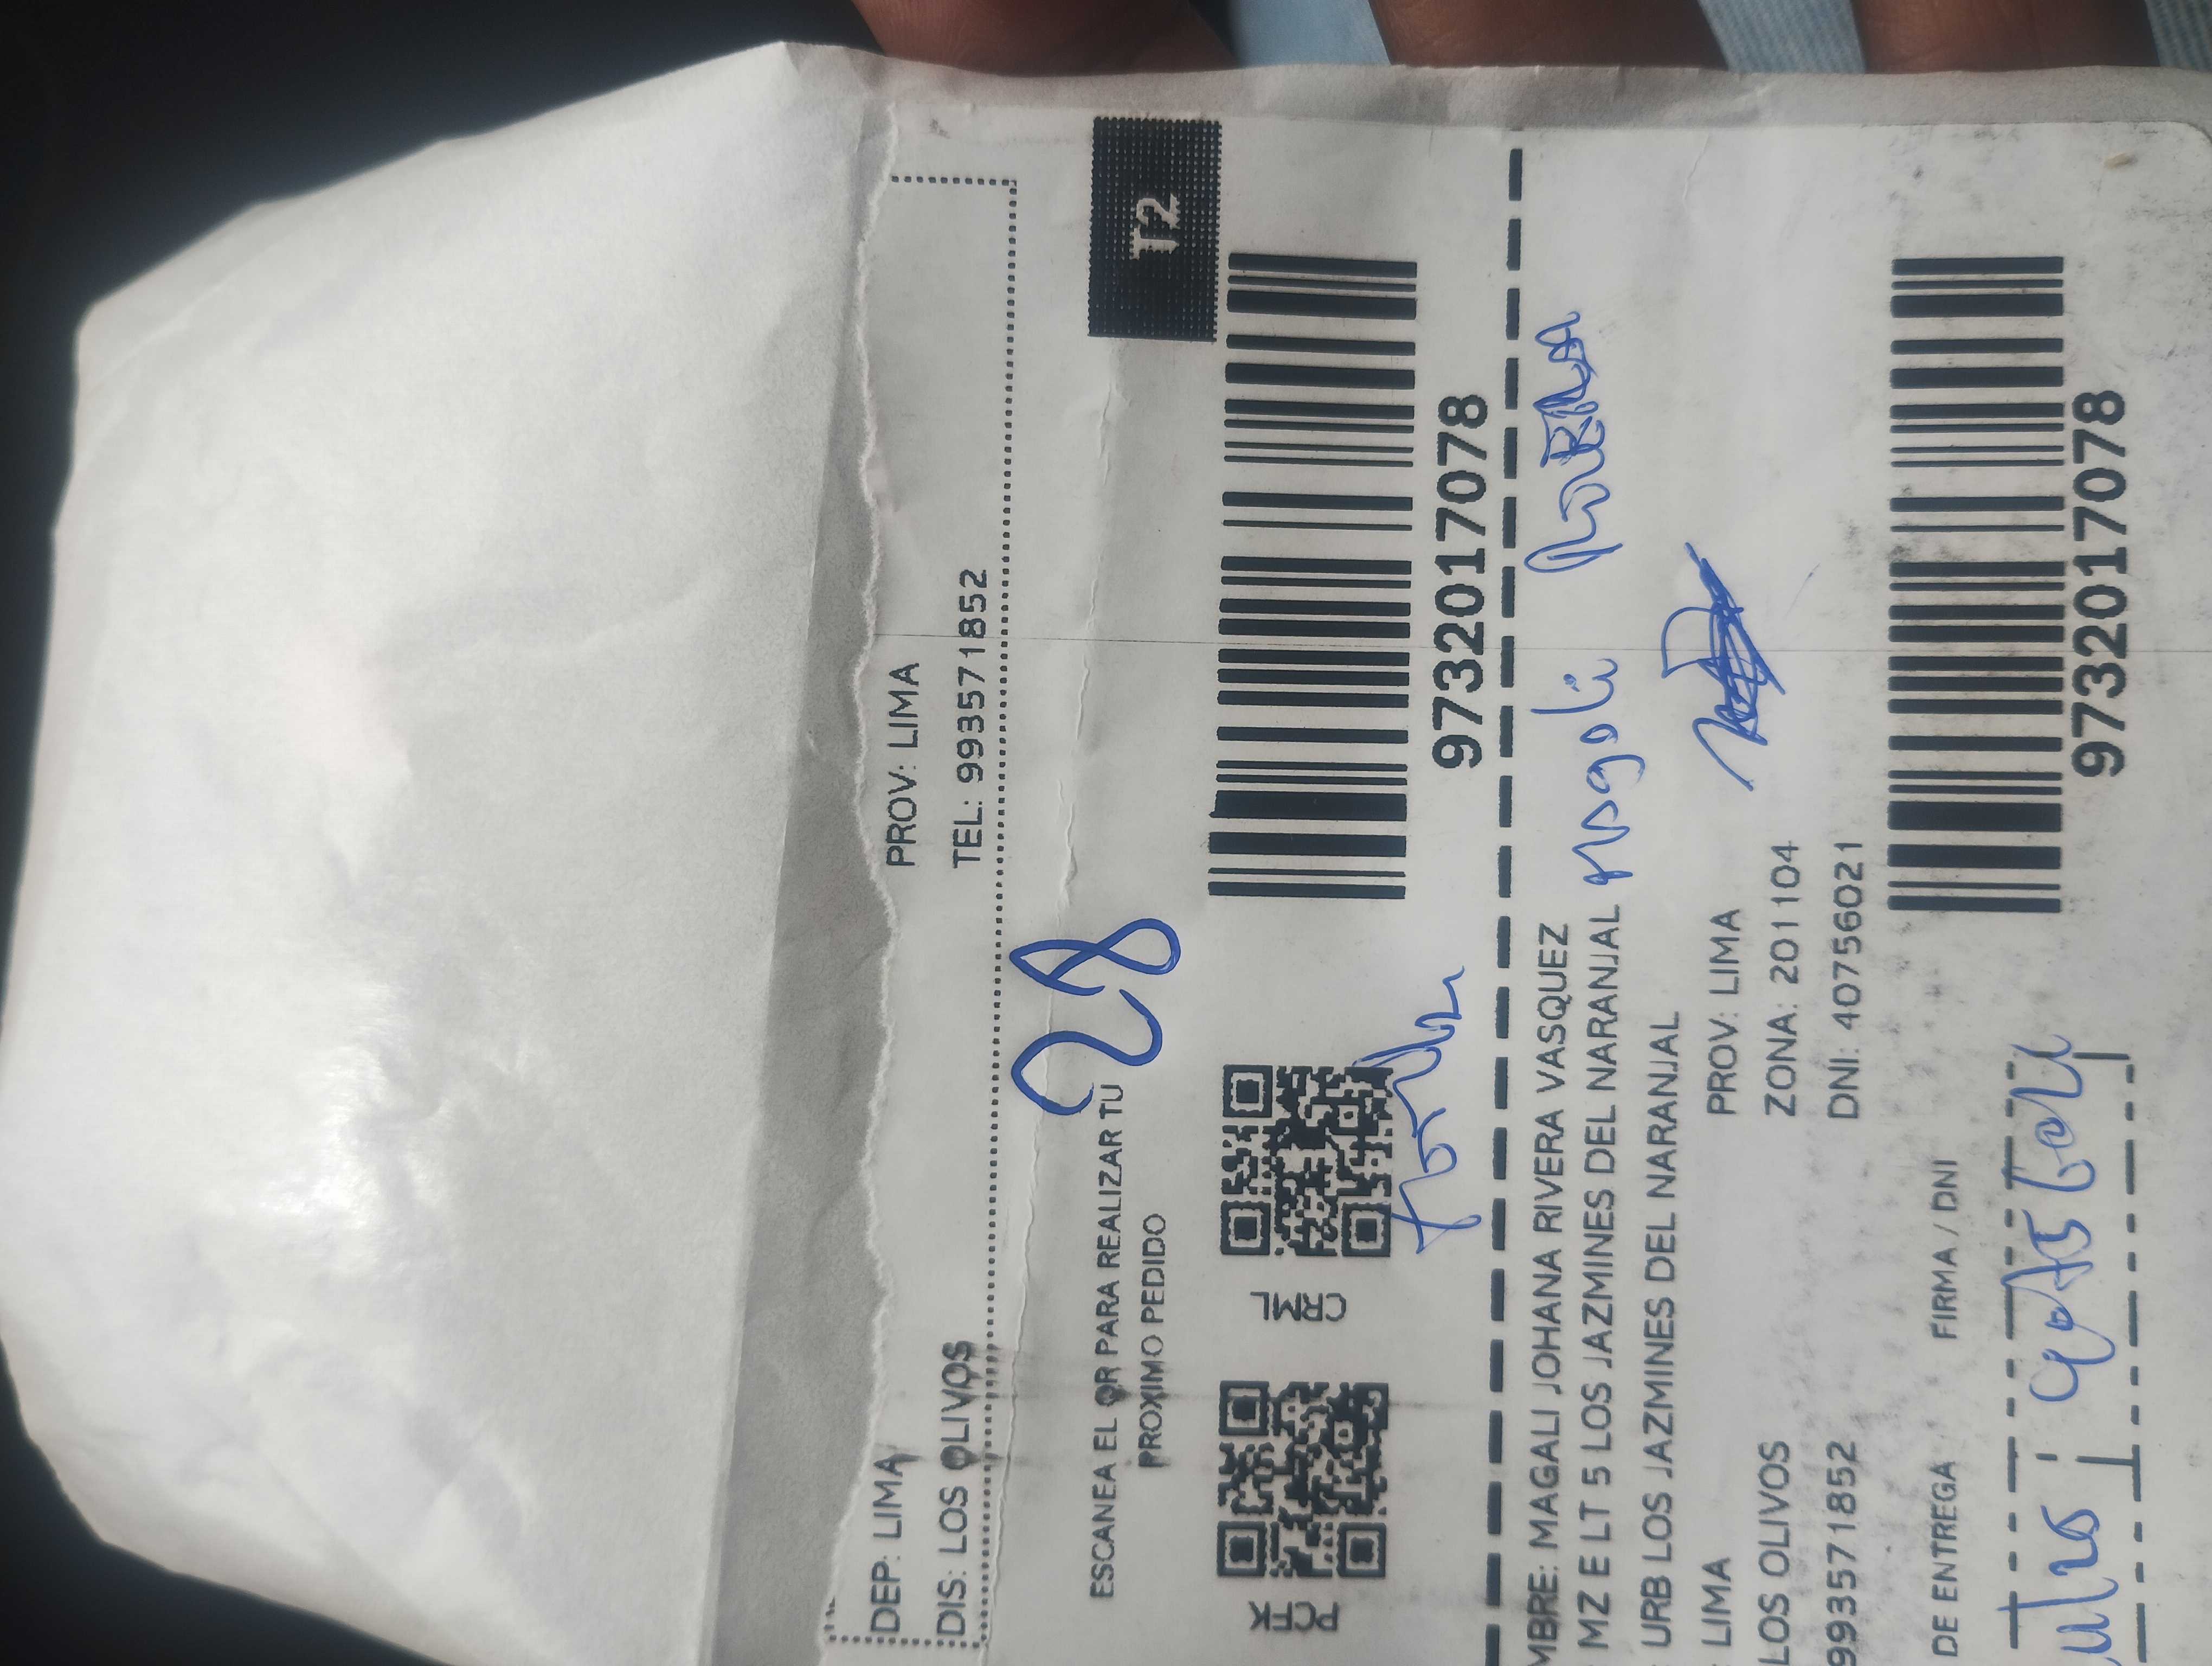 DEP: LIMA PROV: LIMA
DIS: LOS OLIVOS TEL: 993571852
28
ESCANEA EL QR PARA REALIZAR TU
PROXIMO PEDIDO
T2
PCFK CRML
9732017078
MBRE: MAGALI JOHANA RIVERA VASQUEZ
MZ E LT 5 LOS JAZMINES DEL NARANJAL
magali
URB LOS JAZMINES DEL NARANJAL
LIMA PROV: LIMA
LOS OLIVOS ZONA: 2011104
993571852 DNI: 40756021
DE ENTREGA FIRMA / DNI
9732017078